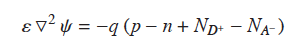 ε ▽² ψ = −q (p − n + N_{D⁺} − N_{A⁻})